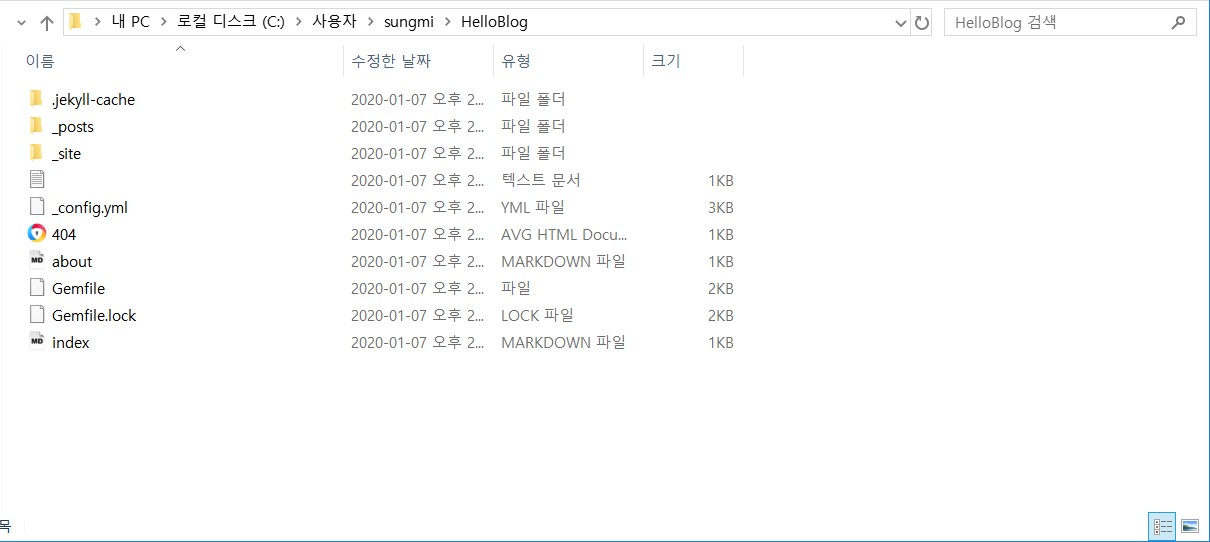 내 PC > 로컬 디스크 (C:) > 사용자 > sungmi > HelloBlog HelloBlog 검색
이름 수정한 날짜 유형 크기
.jekyll-cache 2020-01-07 오후 2... 파일 폴더
_posts 2020-01-07 오후 2... 파일 폴더
_site 2020-01-07 오후 2... 파일 폴더
2020-01-07 오후 2... 텍스트 문서 1KB
_config.yml 2020-01-07 오후 2... YML 파일 3KB
404 2020-01-07 오후 2... AVG HTML Docu... 1KB
MD about 2020-01-07 오후 2... MARKDOWN 파일 1KB
Gemfile 2020-01-07 오후 2... 파일 2KB
Gemfile.lock 2020-01-07 오후 2... LOCK 파일 2KB
MD index 2020-01-07 오후 2... MARKDOWN 파일 1KB
목